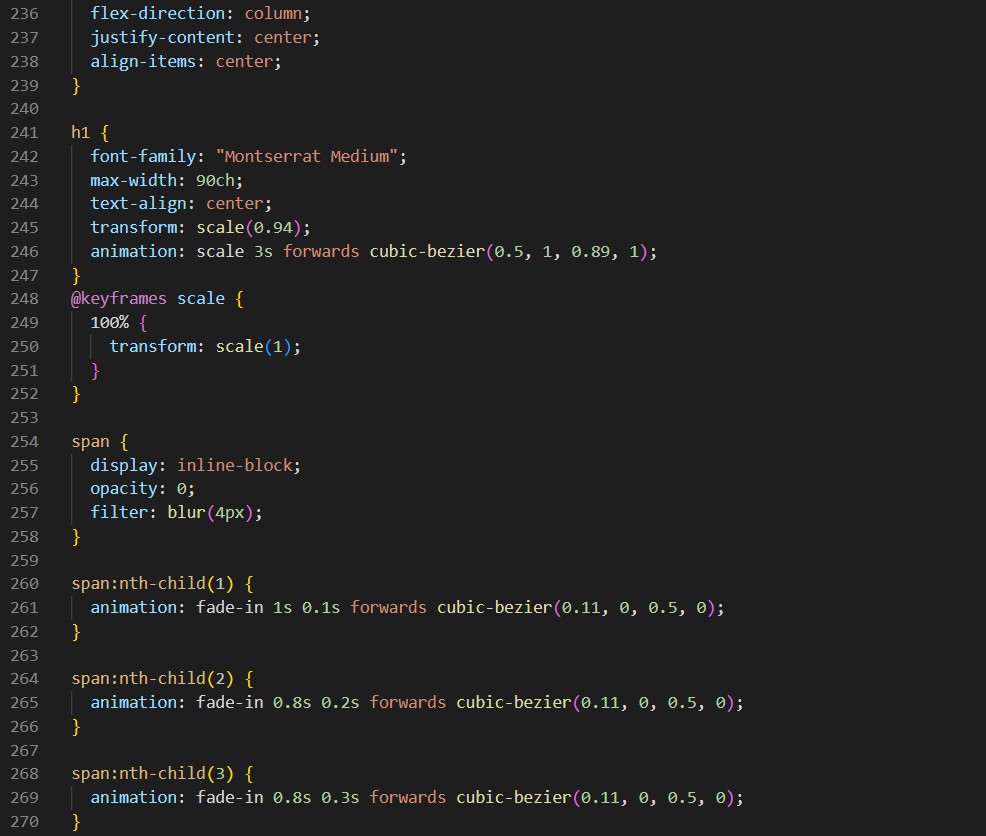 236 flex-direction: column;
237 justify-content: center;
238 align-items: center;
239 }
240
241 h1 {
242 font-family: "Montserrat Medium";
243 max-width: 90ch;
244 text-align: center;
245 transform: scale(0.94);
246 animation: scale 3s forwards cubic-bezier(0.5, 1, 0.89, 1);
247 }
248 @keyframes scale {
249 100% {
250 transform: scale(1);
251 }
252 }
253
254 span {
255 display: inline-block;
256 opacity: 0;
257 filter: blur(4px);
258 }
259
260 span:nth-child(1) {
261 animation: fade-in 1s 0.1s forwards cubic-bezier(0.11, 0, 0.5, 0);
262 }
263
264 span:nth-child(2) {
265 animation: fade-in 0.8s 0.2s forwards cubic-bezier(0.11, 0, 0.5, 0);
266 }
267
268 span:nth-child(3) {
269 animation: fade-in 0.8s 0.3s forwards cubic-bezier(0.11, 0, 0.5, 0);
270 }